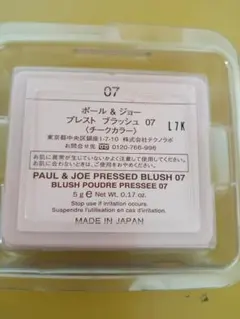 07
ポール & ジョー
プレスト ブラッシュ 07
〈チークカラー〉
L7K
東京都中央区銀座1-7-10 株式会社テクノラボ
お問合せ先 0120-766-996
お肌に異常が生じていないかよく注意して使用してください。
お肌に合わないときは、ご使用をおやめください。
PAUL & JOE PRESSED BLUSH 07
BLUSH POUDRE PRESSEE 07
5 g℮ Net Wt. 0.17 oz.
Stop use if irritation occurs.
Suspendre l'utilisation en cas d'irritation.
MADE IN JAPAN